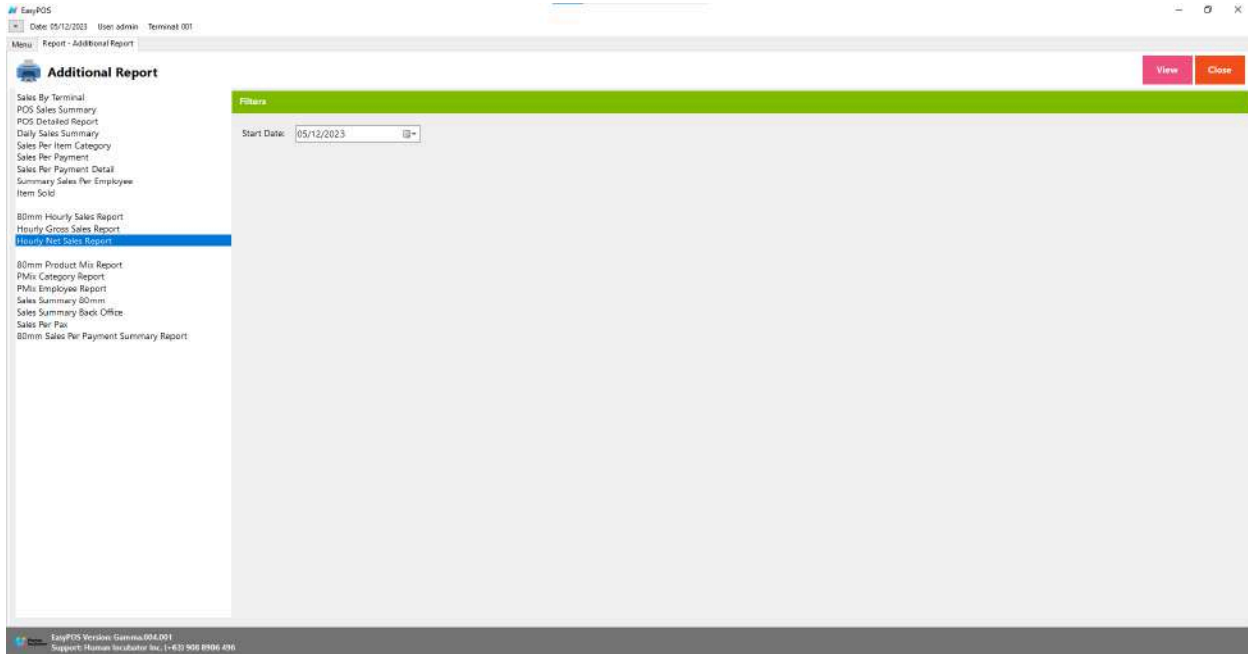 EasyPOS
Date: 05/12/2023 User: admin Terminal: 001
Menu Report - Additional Report
Additional Report
View Close
Sales By Terminal
POS Sales Summary
POS Detailed Report
Daily Sales Summary
Sales Per Item Category
Sales Per Payment
Sales Per Payment Detail
Summary Sales Per Employee
Item Sold
80mm Hourly Sales Report
Hourly Gross Sales Report
Hourly Net Sales Report
80mm Product Mix Report
PMix Category Report
PMix Employee Report
Sales Summary 80mm
Sales Summary Back Office
Sales Per Pax
80mm Sales Per Payment Summary Report
Filters
Start Date: 05/12/2023
EasyPOS Version: Gamma.004.001
Support: Human Incubator Inc. (+63) 908 8906 496